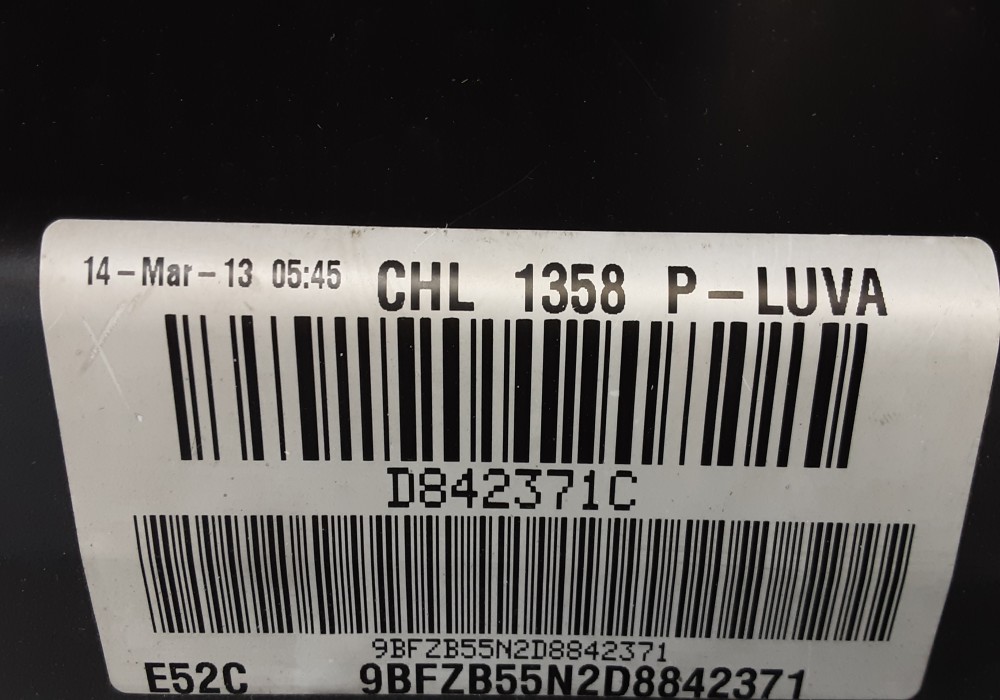 14-Mar-13 05:45 CHL 1358 P-LUVA
D842371C
9BFZB55N2D8842371
E52C 9BFZB55N2D8842371